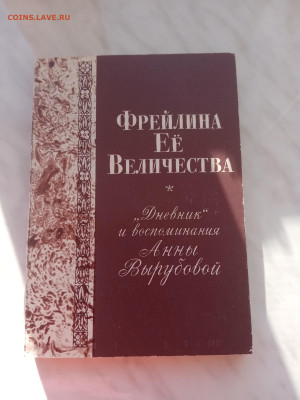 COINS.LAVE.RU
ФРЕЙЛИНА
ЕЁ
ВЕЛИЧЕСТВА
*
„Дневник“
и воспоминания
Анны
Вырубовой